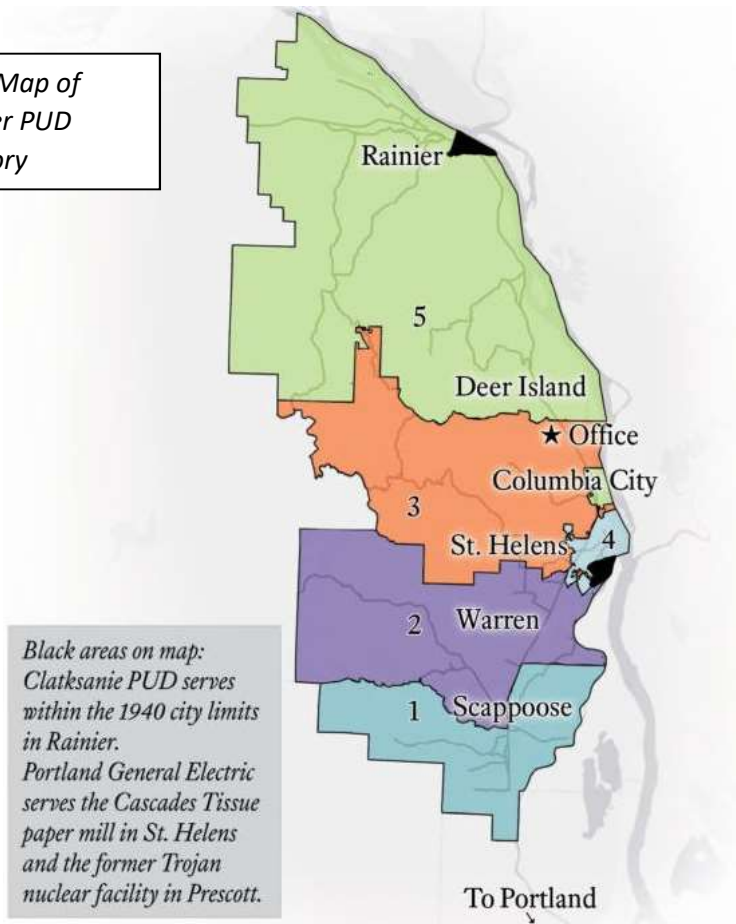 Map of
er PUD
ory
Rainier
5
Deer Island
★ Office
Columbia City
3
St. Helens
4
2
Warren
1
Scappoose
To Portland
Black areas on map:
Clatksanie PUD serves
within the 1940 city limits
in Rainier.
Portland General Electric
serves the Cascades Tissue
paper mill in St. Helens
and the former Trojan
nuclear facility in Prescott.